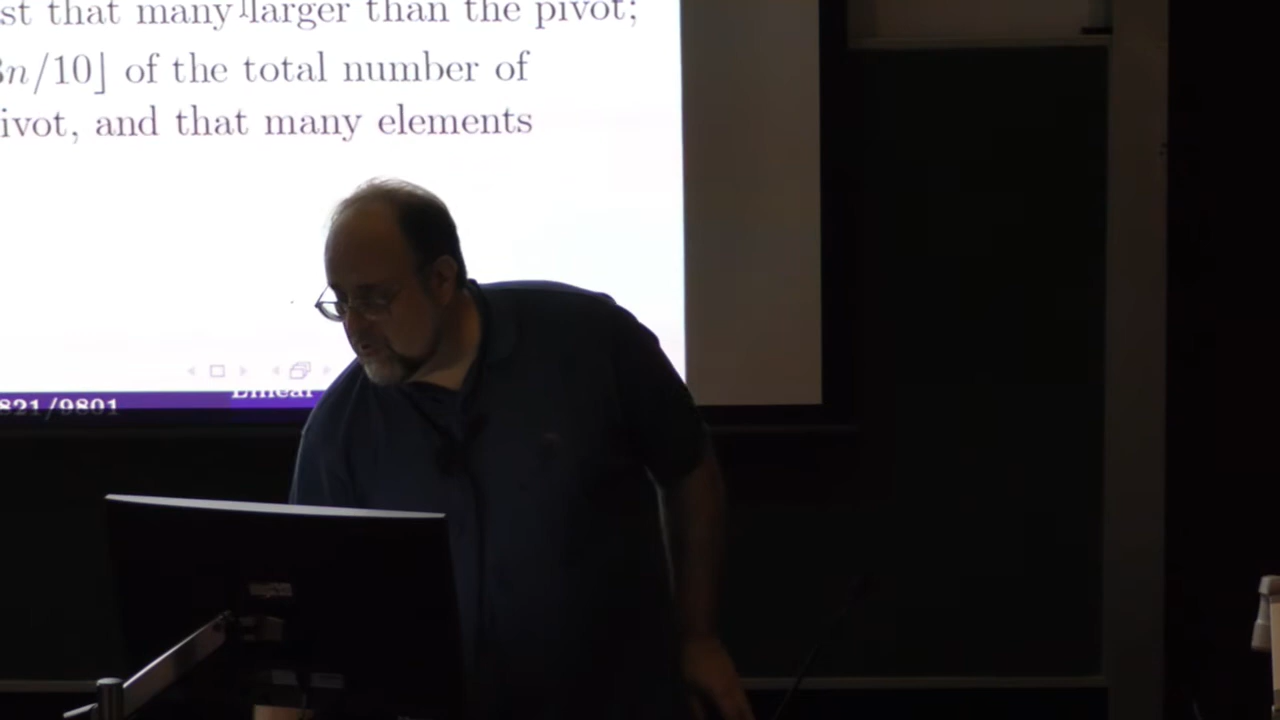 st that many larger than the pivot;
3n/10⌋ of the total number of
ivot, and that many elements
821/9801
Linear